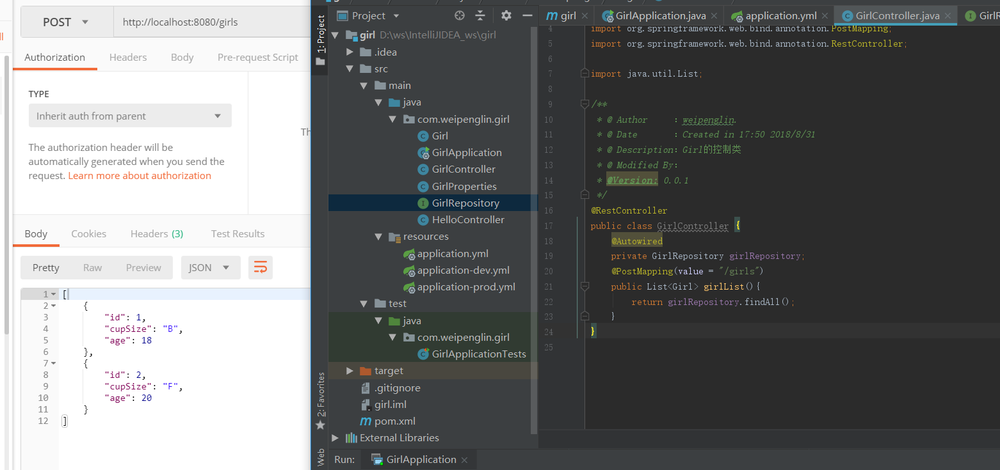 POST
http://localhost:8080/girls
Authorization
Headers
Body
Pre-request Script
TYPE
Inherit auth from parent
The authorization header will be
automatically generated when you send the
request. Learn more about authorization
Th
Body
Cookies
Headers (3)
Test Results
Pretty
Raw
Preview
JSON
1 [
2 {
3 "id": 1,
4 "cupSize": "B",
5 "age": 18
6 },
7 {
8 "id": 2,
9 "cupSize": "F",
10 "age": 20
11 }
12 ]
1: Project
2: Favorites
Web
Project
girl D:\ws\IntelliJIDEA_ws\girl
.idea
src
main
java
com.weipenglin.girl
Girl
GirlApplication
GirlController
GirlProperties
GirlRepository
HelloController
resources
application.yml
application-dev.yml
application-prod.yml
test
java
com.weipenglin.girl
GirlApplicationTests
target
.gitignore
girl.iml
pom.xml
External Libraries
Run:
GirlApplication
girl
GirlApplication.java
application.yml
GirlController.java
GirlR
4 import org.springframework.web.bind.annotation.PostMapping;
5 import org.springframework.web.bind.annotation.RestController;
6
7 import java.util.List;
8
9 /**
10 * @ Author : weipenglin.
11 * @ Date : Created in 17:50 2018/8/31
12 * @ Description: Girl的控制类
13 * @ Modified By:
14 * @Version: 0.0.1
15 */
16 @RestController
17 public class GirlController {
18 @Autowired
19 private GirlRepository girlRepository;
20 @PostMapping(value = "/girls")
21 public List<Girl> girlList(){
22 return girlRepository.findAll();
23 }
24 }
25